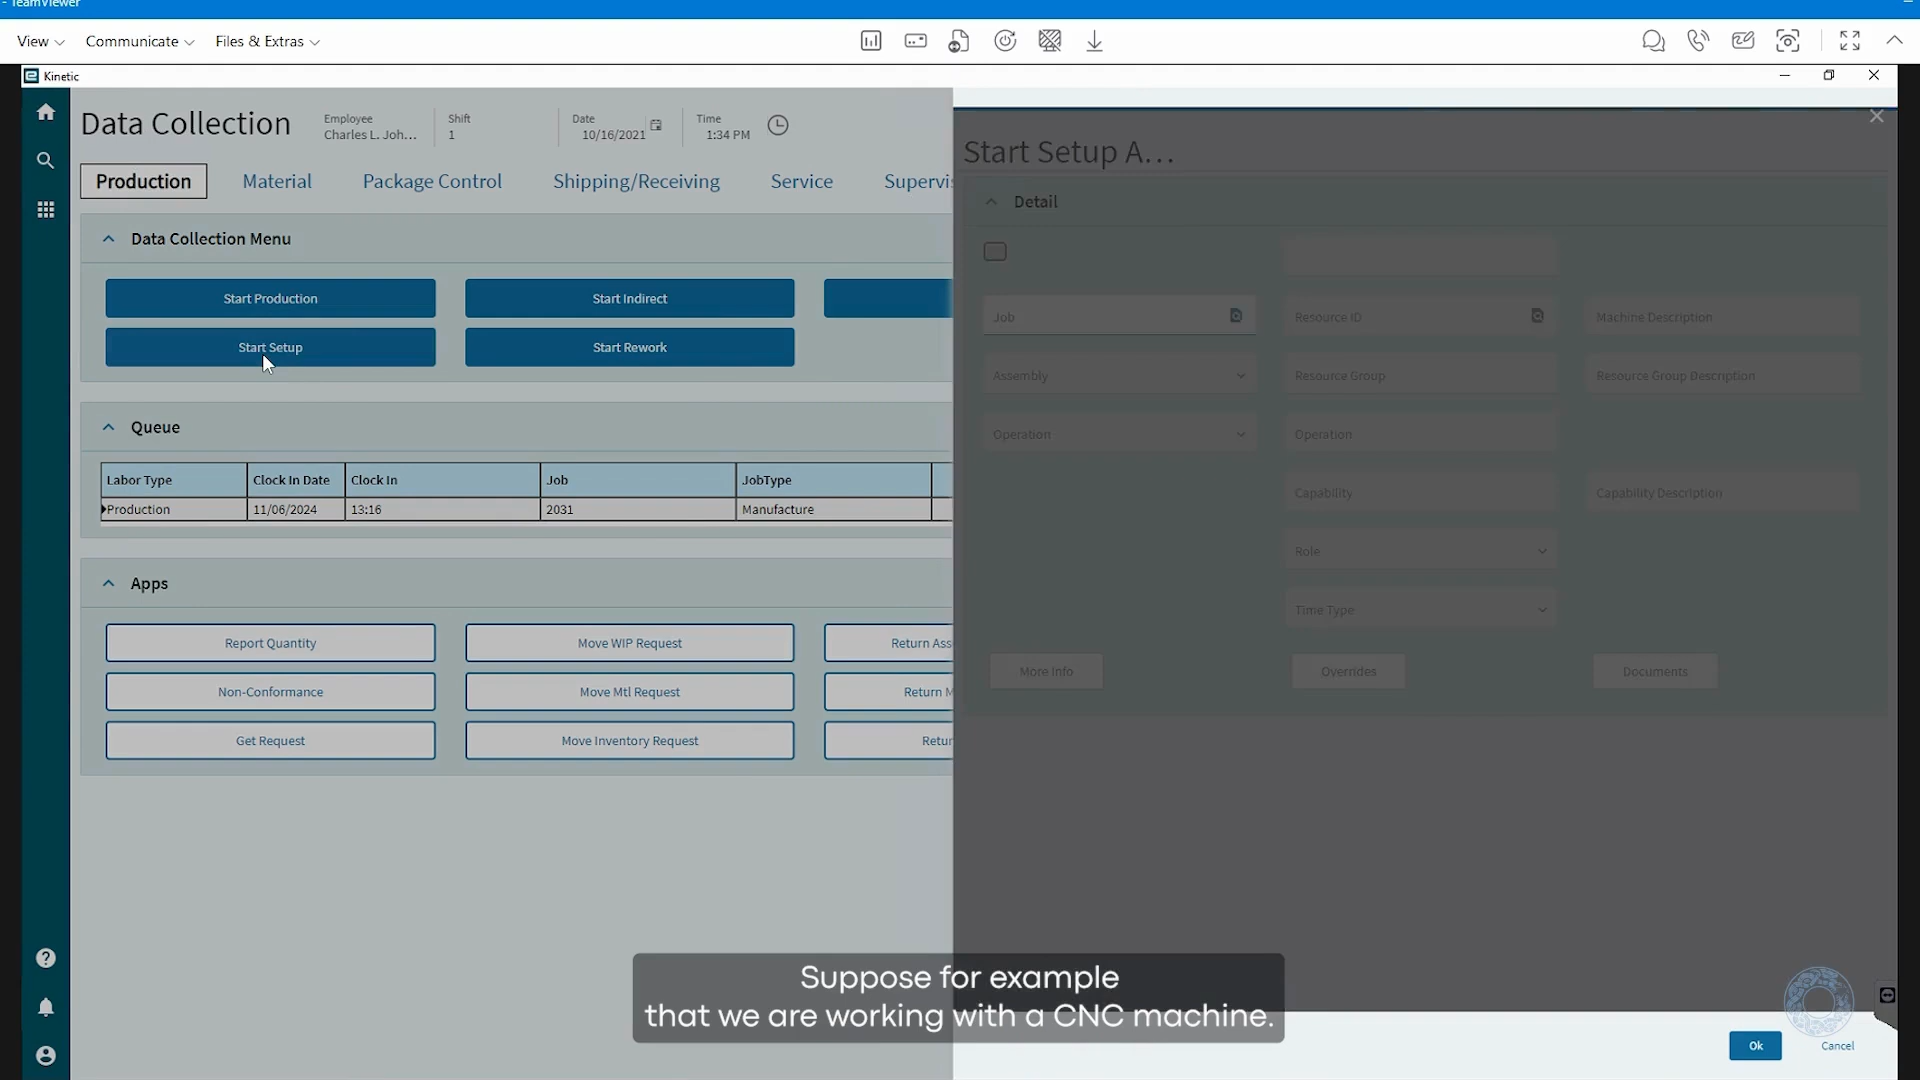 - TeamViewer
View
Communicate
Files & Extras
Kinetic
Data Collection
Employee
Charles L. Joh...
Shift
1
Date
10/16/2021
Time
1:34 PM
Production
Material
Package Control
Shipping/Receiving
Service
Supervis
Data Collection Menu
Start Production
Start Indirect
Start Setup
Start Rework
Queue
Labor Type Clock In Date Clock In Job JobType
Production 11/06/2024 13:16 2031 Manufacture
Apps
Report Quantity
Move WIP Request
Return Ass
Non-Conformance
Move Mtl Request
Return M
Get Request
Move Inventory Request
Retur
Start Setup A...
Detail
Job
Resource ID
Machine Description
Assembly
Resource Group
Resource Group Description
Operation
Operation
Capability
Capability Description
Role
Time Type
More Info
Overrides
Documents
Suppose for example
that we are working with a CNC machine.
Ok
Cancel